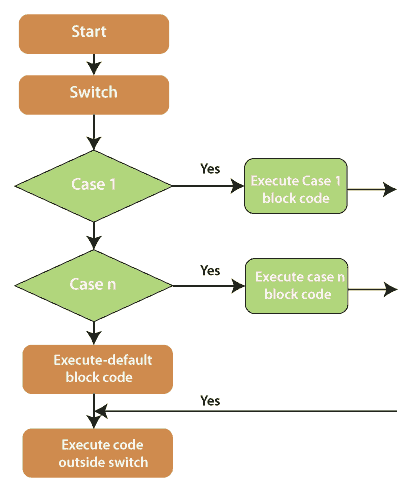 Start
Switch
Case 1
Yes
Execute Case 1
block code
Case n
Yes
Execute case n
block code
Execute-default
block code
Yes
Execute code
outside switch